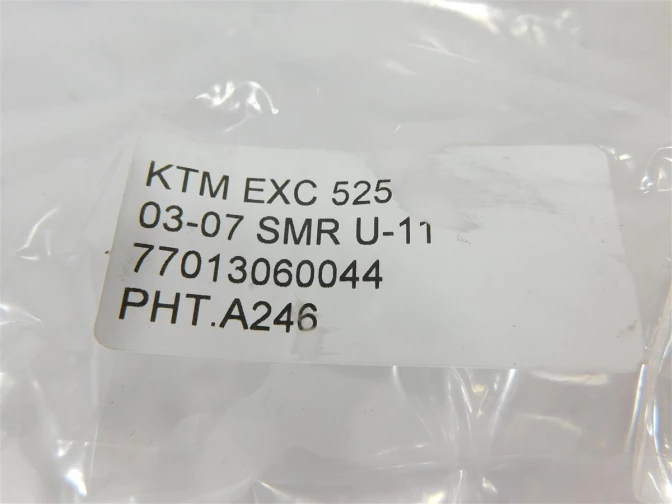 KTM EXC 525
03-07 SMR U-11
77013060044
PHT.A246